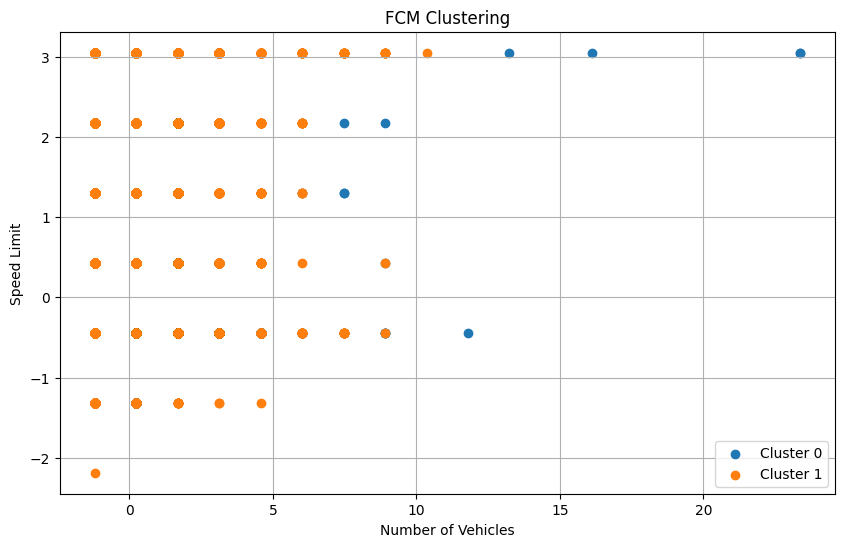 FCM Clustering
3
2
1
0
−1
−2
Speed Limit
0 5 10 15 20
Number of Vehicles
Cluster 0
Cluster 1